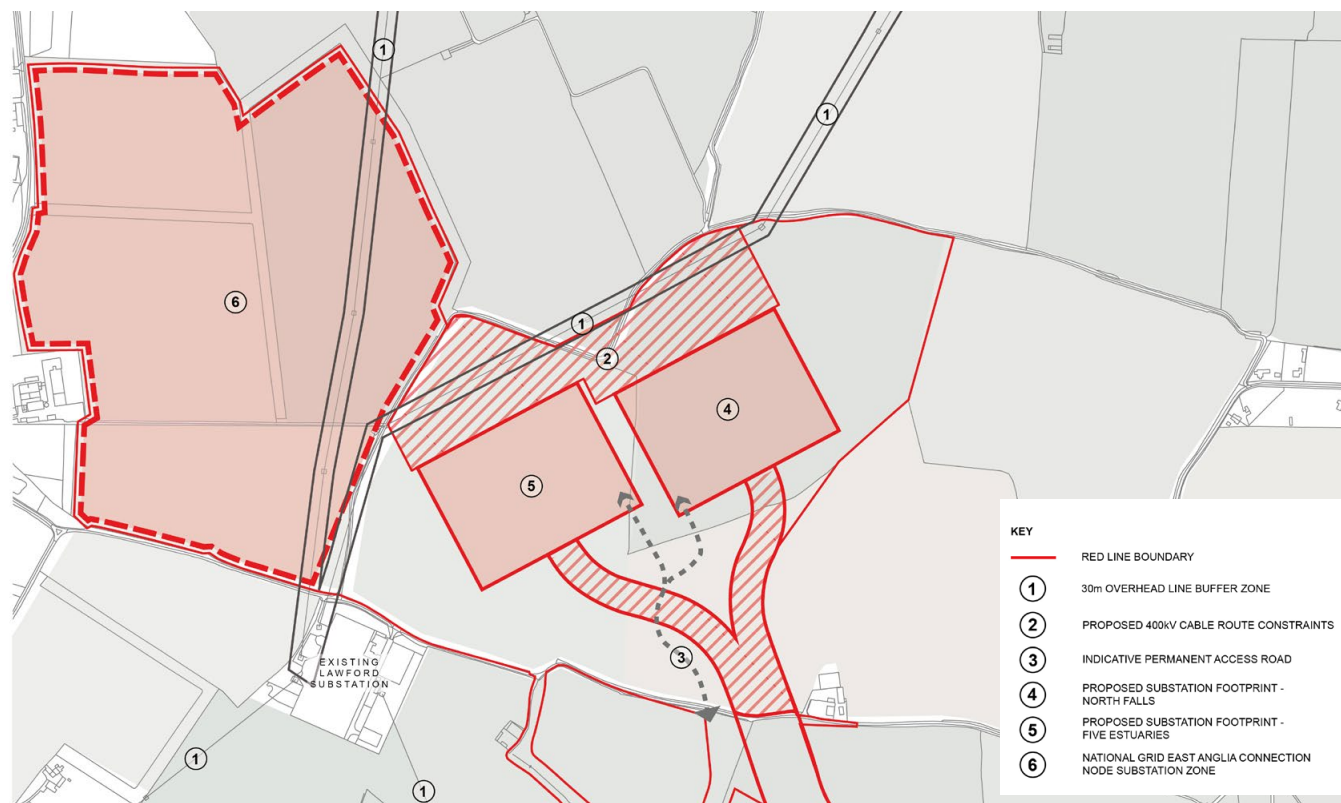 1
1
1
6
1
2
4
5
3
EXISTING
LAWFORD
SUBSTATION
1
1
KEY
RED LINE BOUNDARY
1 30m OVERHEAD LINE BUFFER ZONE
2 PROPOSED 400kV CABLE ROUTE CONSTRAINTS
3 INDICATIVE PERMANENT ACCESS ROAD
4 PROPOSED SUBSTATION FOOTPRINT -
NORTH FALLS
5 PROPOSED SUBSTATION FOOTPRINT -
FIVE ESTUARIES
6 NATIONAL GRID EAST ANGLIA CONNECTION
NODE SUBSTATION ZONE